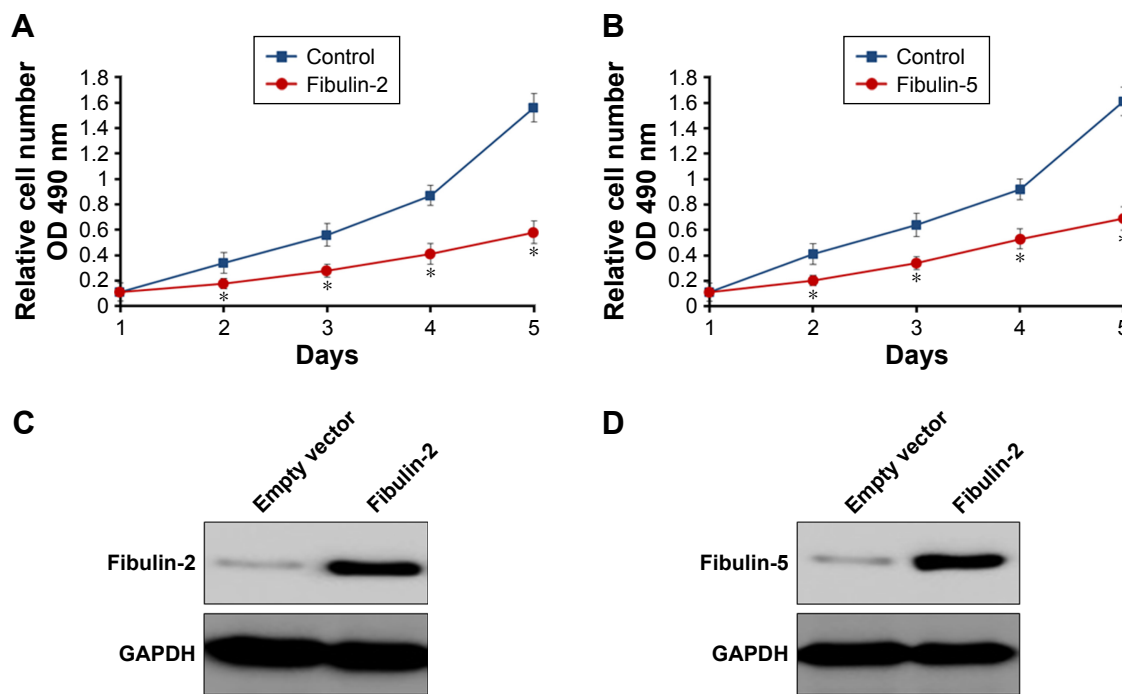 A
Control
Fibulin-2
Relative cell number
OD 490 nm
1.8
1.6
1.4
1.2
1
0.8
0.6
0.4
0.2
0
*
*
*
*
1 2 3 4 5
Days
B
Control
Fibulin-5
Relative cell number
OD 490 nm
1.8
1.6
1.4
1.2
1
0.8
0.6
0.4
0.2
0
*
*
*
*
1 2 3 4 5
Days
C
Empty vector
Fibulin-2
Fibulin-2
GAPDH
D
Empty vector
Fibulin-2
Fibulin-5
GAPDH